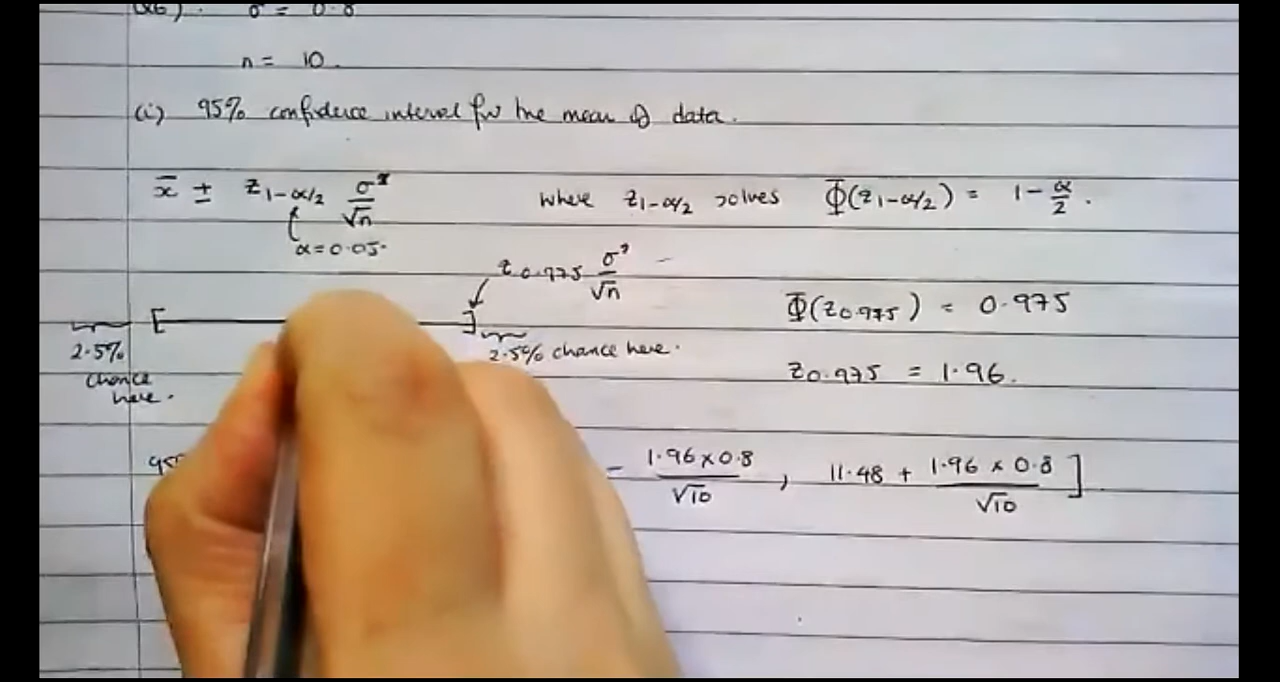 σ = 0.8
n = 10.
(i) 95% confidence interval for the mean of data.
x̄ ± z1-α/2 σ/√n where z1-α/2 solves Φ(z1-α/2) = 1 - α/2.
α = 0.05.
z0.975 σ/√n
Φ(z0.975) = 0.975
[ ]
2.5% chance here.
2.5% chance here.
z0.975 = 1.96.
- 1.96 × 0.8/√10, 11.48 + 1.96 × 0.8/√10]